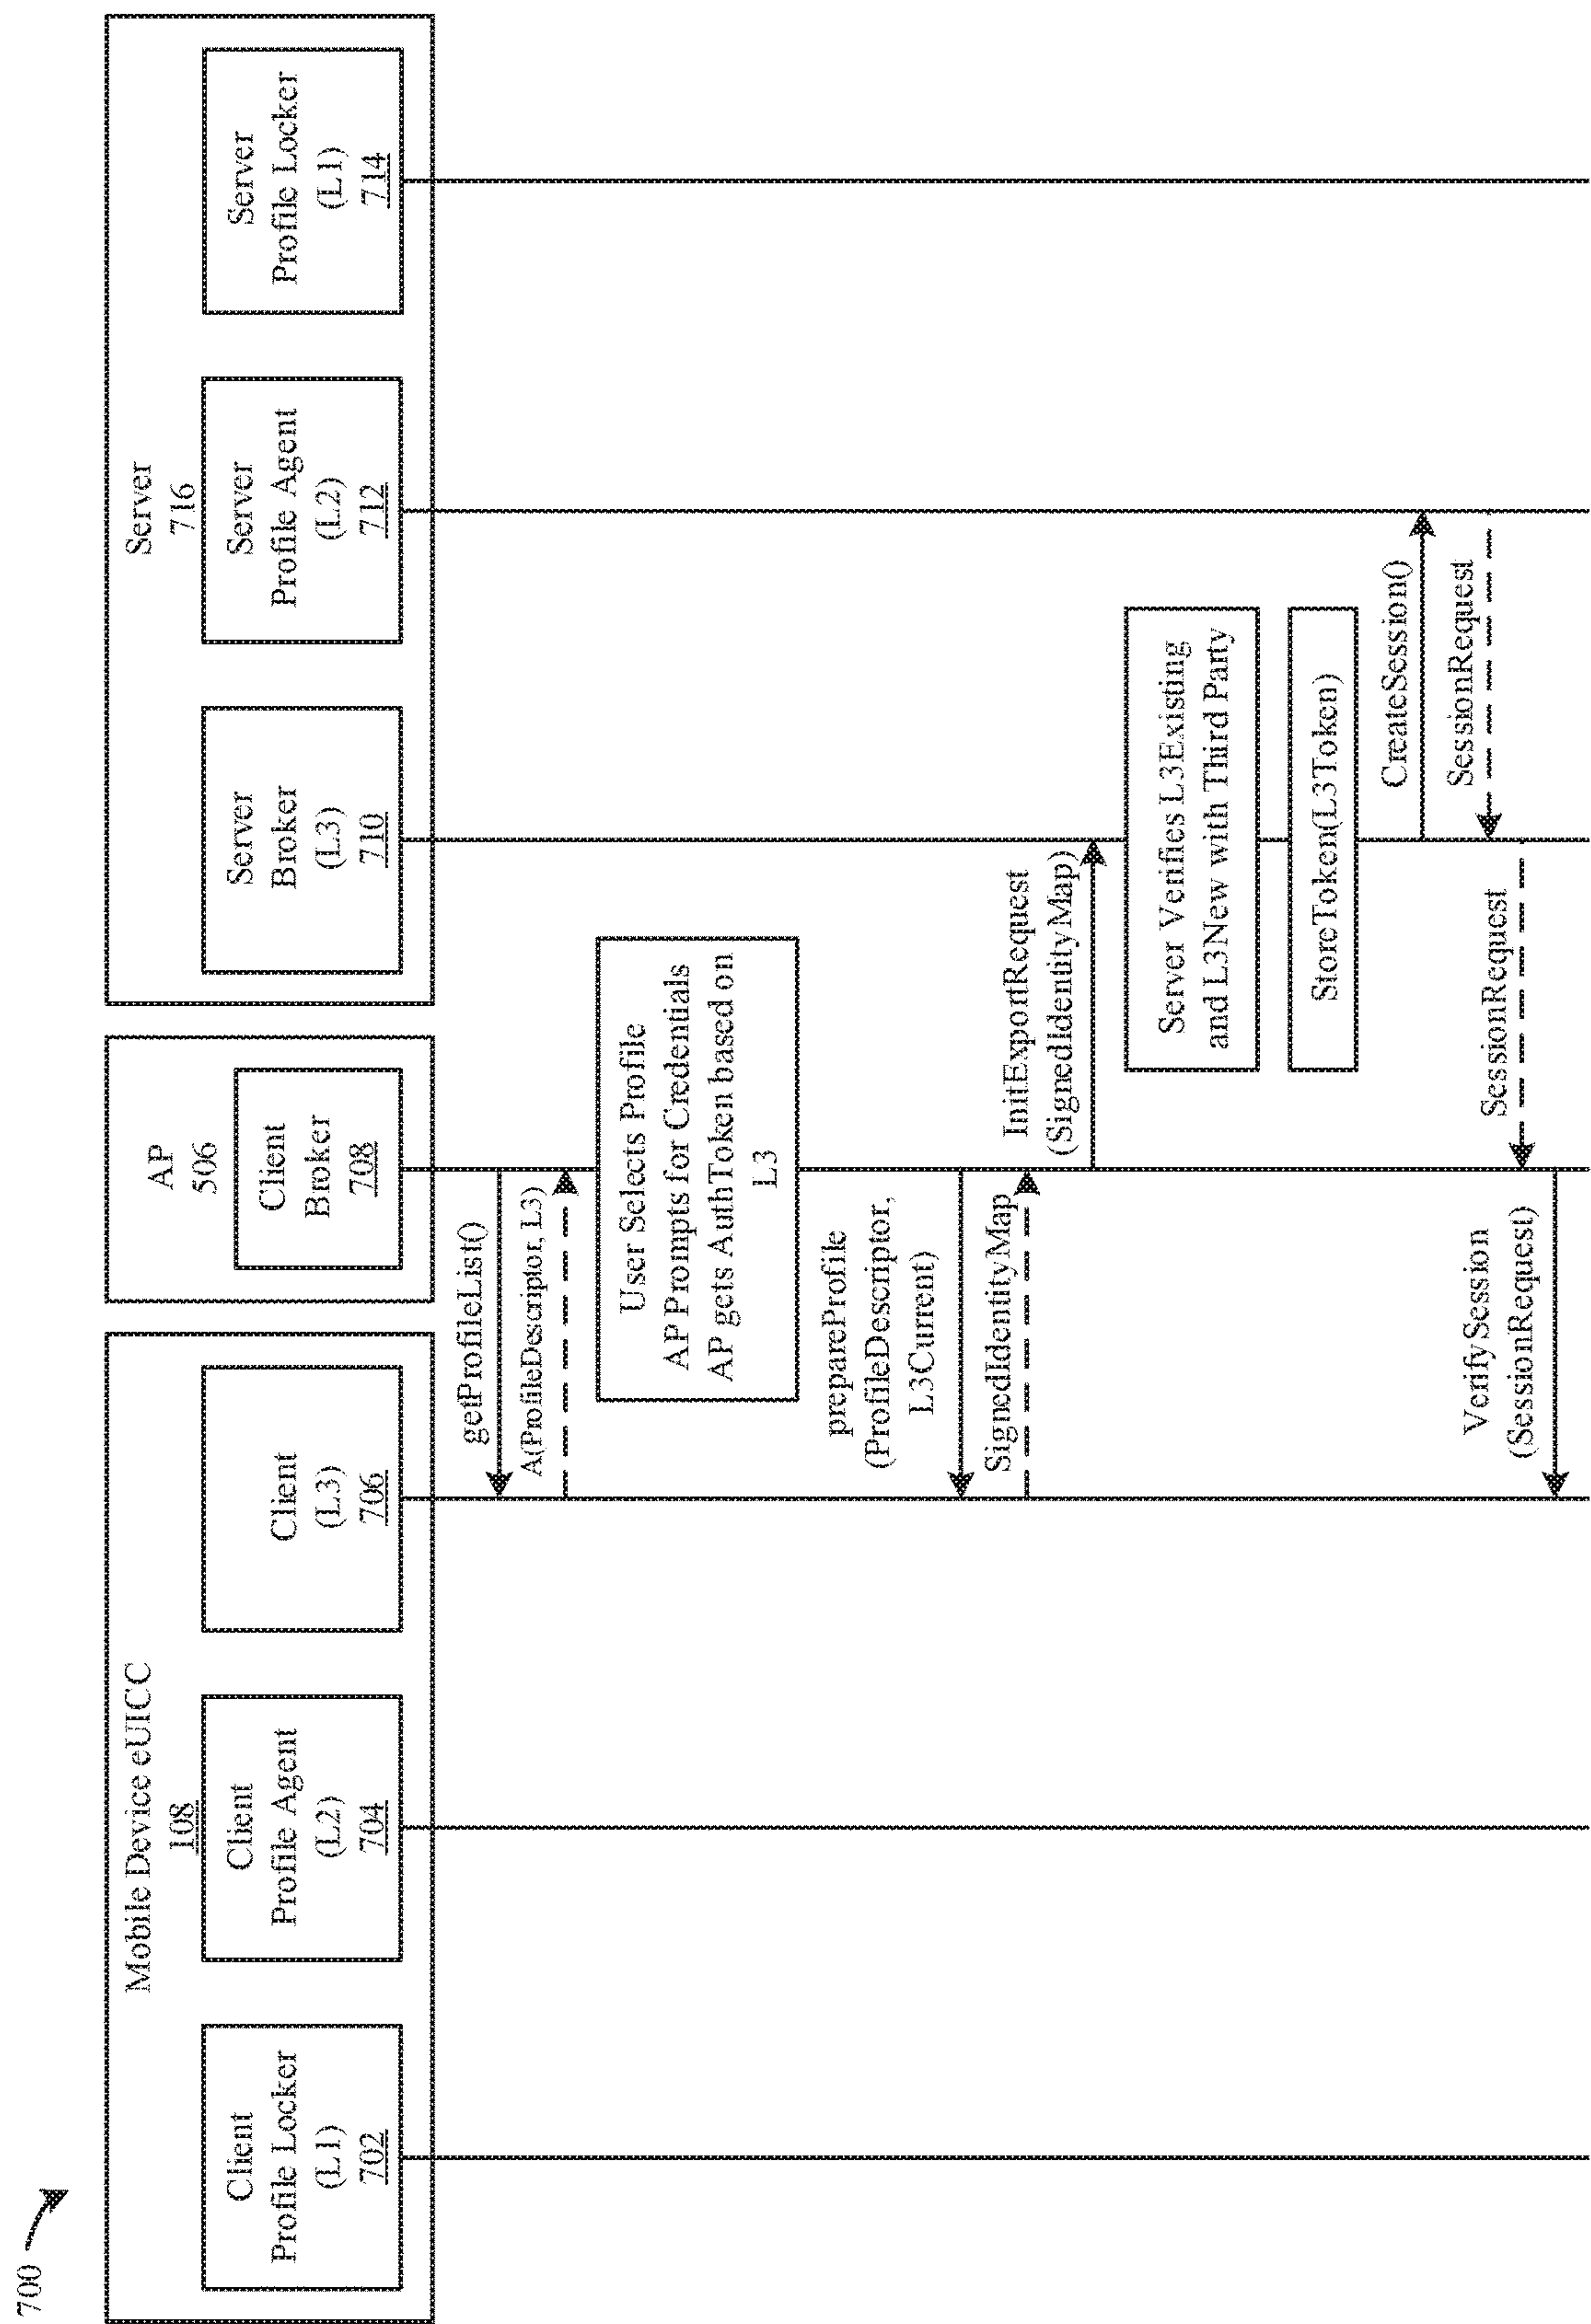 700
Mobile Device eUICC
108
Client
Profile Locker
(L1)
702
Client
Profile Agent
(L2)
704
Client
(L3)
706
AP
506
Client
Broker
708
Server
716
Server
Broker
(L3)
710
Server
Profile Agent
(L2)
712
Server
Profile Locker
(L1)
714
getProfileList()
A(ProfileDescriptor, L3)
User Selects Profile
AP Prompts for Credentials
AP gets AuthToken based on
L3
prepareProfile
(ProfileDescriptor,
L3Current)
SignedIdentityMap
InitExportRequest
(SignedIdentityMap)
Server Verifies L3Existing
and L3New with Third Party
StoreToken(L3Token)
CreateSession()
SessionRequest
SessionRequest
VerifySession
(SessionRequest)